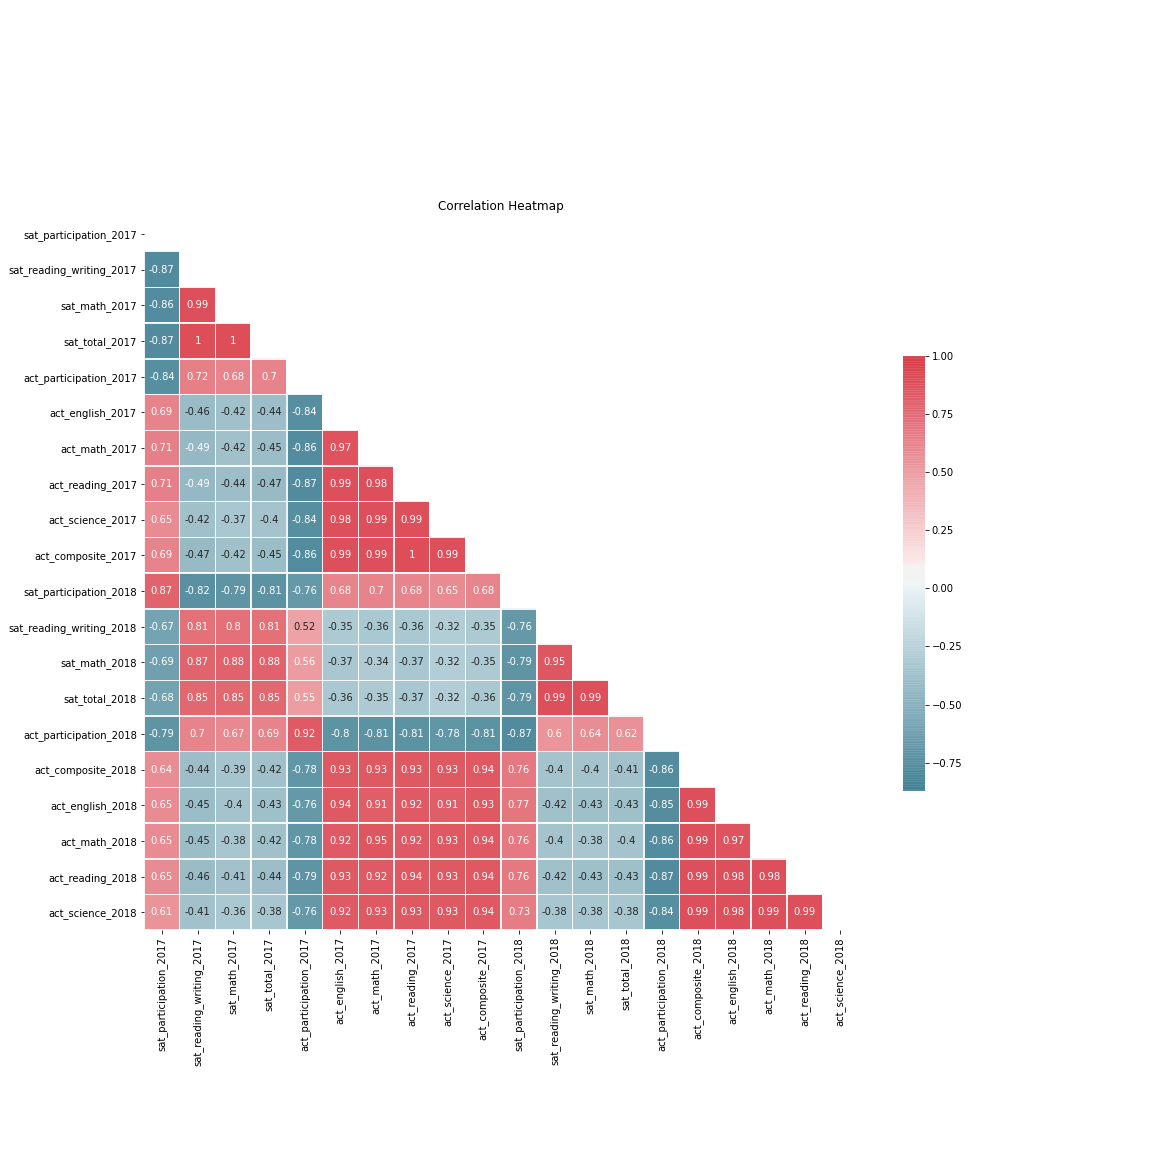 Correlation Heatmap
sat_participation_2017
sat_reading_writing_2017 -0.87
sat_math_2017 -0.86 0.99
sat_total_2017 -0.87 1 1
act_participation_2017 -0.84 0.72 0.68 0.7
act_english_2017 0.69 -0.46 -0.42 -0.44 -0.84
act_math_2017 0.71 -0.49 -0.42 -0.45 -0.86 0.97
act_reading_2017 0.71 -0.49 -0.44 -0.47 -0.87 0.99 0.98
act_science_2017 0.65 -0.42 -0.37 -0.4 -0.84 0.98 0.99 0.99
act_composite_2017 0.69 -0.47 -0.42 -0.45 -0.86 0.99 0.99 1 0.99
sat_participation_2018 0.87 -0.82 -0.79 -0.81 -0.76 0.68 0.7 0.68 0.65 0.68
sat_reading_writing_2018 -0.67 0.81 0.8 0.81 0.52 -0.35 -0.36 -0.36 -0.32 -0.35 -0.76
sat_math_2018 -0.69 0.87 0.88 0.88 0.56 -0.37 -0.34 -0.37 -0.32 -0.35 -0.79 0.95
sat_total_2018 -0.68 0.85 0.85 0.85 0.55 -0.36 -0.35 -0.37 -0.32 -0.36 -0.79 0.99 0.99
act_participation_2018 -0.79 0.7 0.67 0.69 0.92 -0.8 -0.81 -0.81 -0.78 -0.81 -0.87 0.6 0.64 0.62
act_composite_2018 0.64 -0.44 -0.39 -0.42 -0.78 0.93 0.93 0.93 0.93 0.94 0.76 -0.4 -0.4 -0.41 -0.86
act_english_2018 0.65 -0.45 -0.4 -0.43 -0.76 0.94 0.91 0.92 0.91 0.93 0.77 -0.42 -0.43 -0.43 -0.85 0.99
act_math_2018 0.65 -0.45 -0.38 -0.42 -0.78 0.92 0.95 0.92 0.93 0.94 0.76 -0.4 -0.38 -0.4 -0.86 0.99 0.97
act_reading_2018 0.65 -0.46 -0.41 -0.44 -0.79 0.93 0.92 0.94 0.93 0.94 0.76 -0.42 -0.43 -0.43 -0.87 0.99 0.98 0.98
act_science_2018 0.61 -0.41 -0.36 -0.38 -0.76 0.92 0.93 0.93 0.93 0.94 0.73 -0.38 -0.38 -0.38 -0.84 0.99 0.98 0.99 0.99
sat_participation_2017
sat_reading_writing_2017
sat_math_2017
sat_total_2017
act_participation_2017
act_english_2017
act_math_2017
act_reading_2017
act_science_2017
act_composite_2017
sat_participation_2018
sat_reading_writing_2018
sat_math_2018
sat_total_2018
act_participation_2018
act_composite_2018
act_english_2018
act_math_2018
act_reading_2018
act_science_2018
1.00
0.75
0.50
0.25
0.00
−0.25
−0.50
−0.75